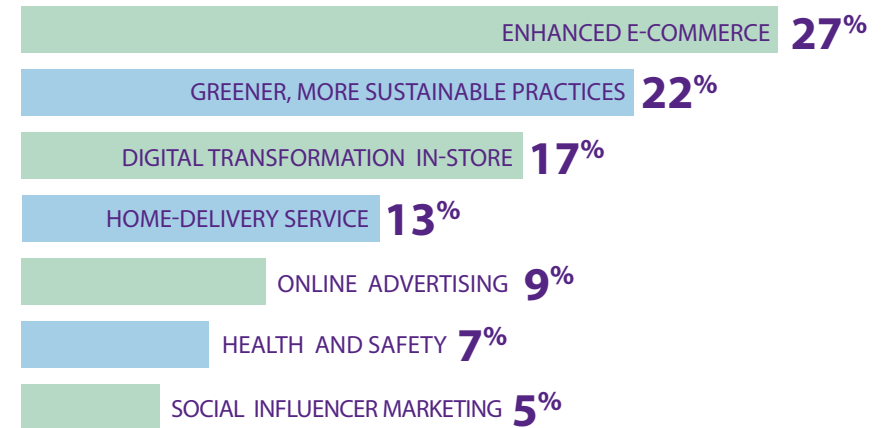 ENHANCED E-COMMERCE 27%
GREENER, MORE SUSTAINABLE PRACTICES 22%
DIGITAL TRANSFORMATION IN-STORE 17%
HOME-DELIVERY SERVICE 13%
ONLINE ADVERTISING 9%
HEALTH AND SAFETY 7%
SOCIAL INFLUENCER MARKETING 5%